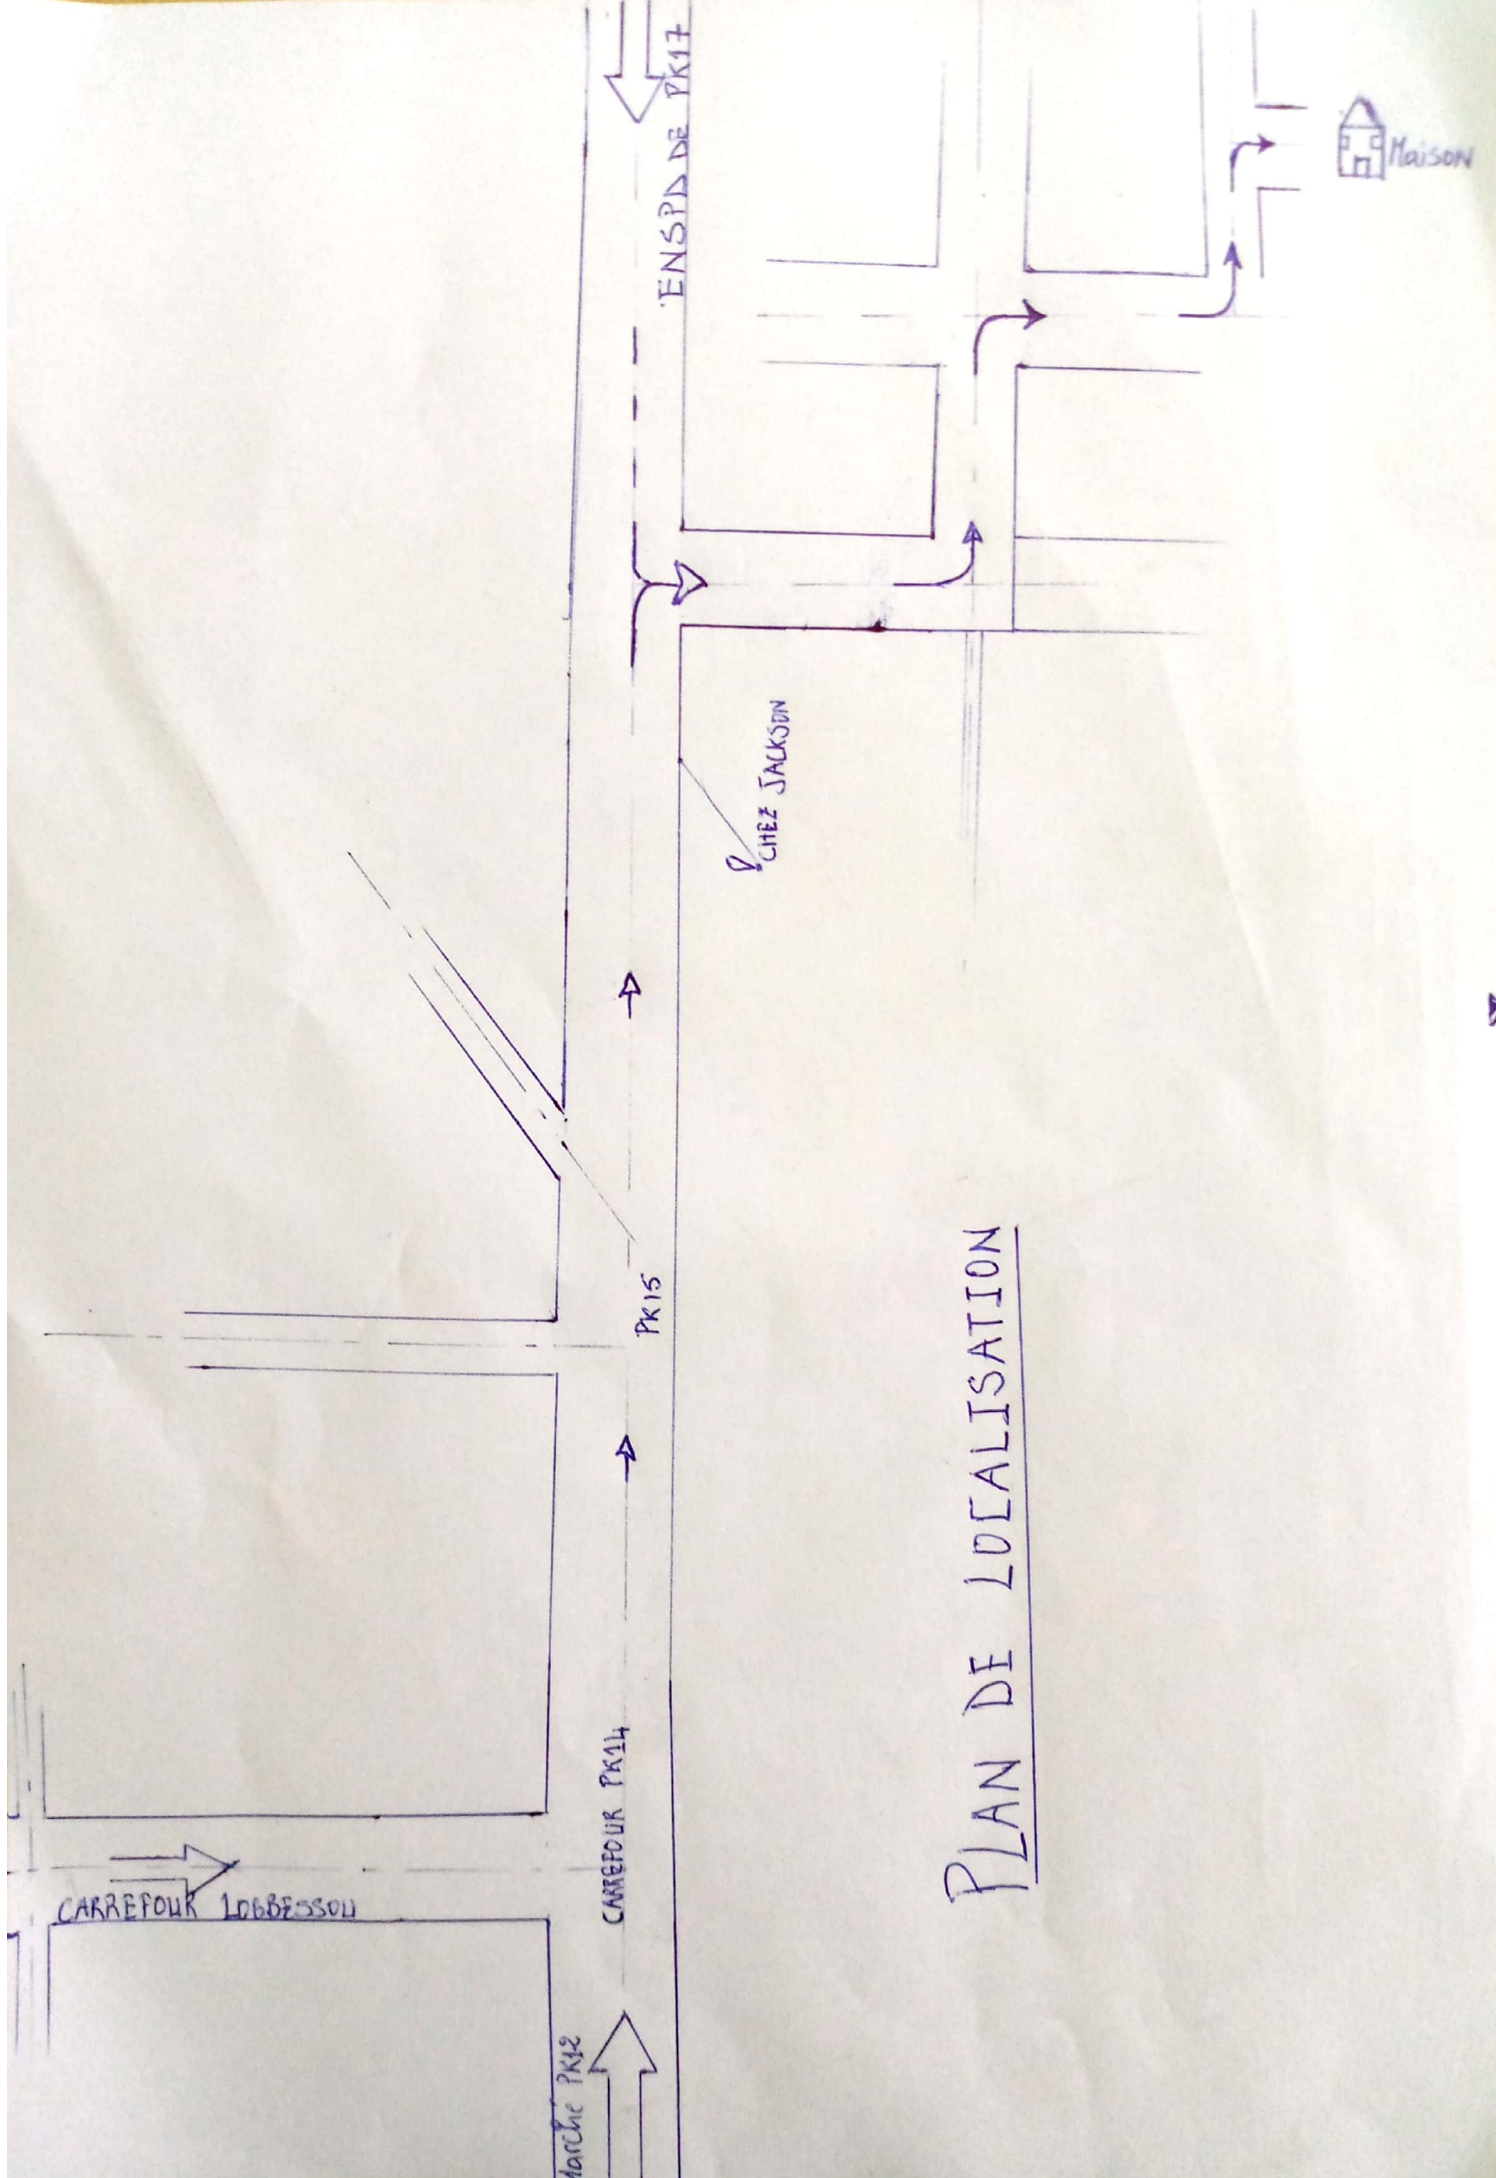 ENSPD DE PK17
Maison
CHEZ JACKSON
PK15
CARREFOUR PK14
CARREFOUR LOGBESSOU
Marché PK12
PLAN DE LOCALISATION